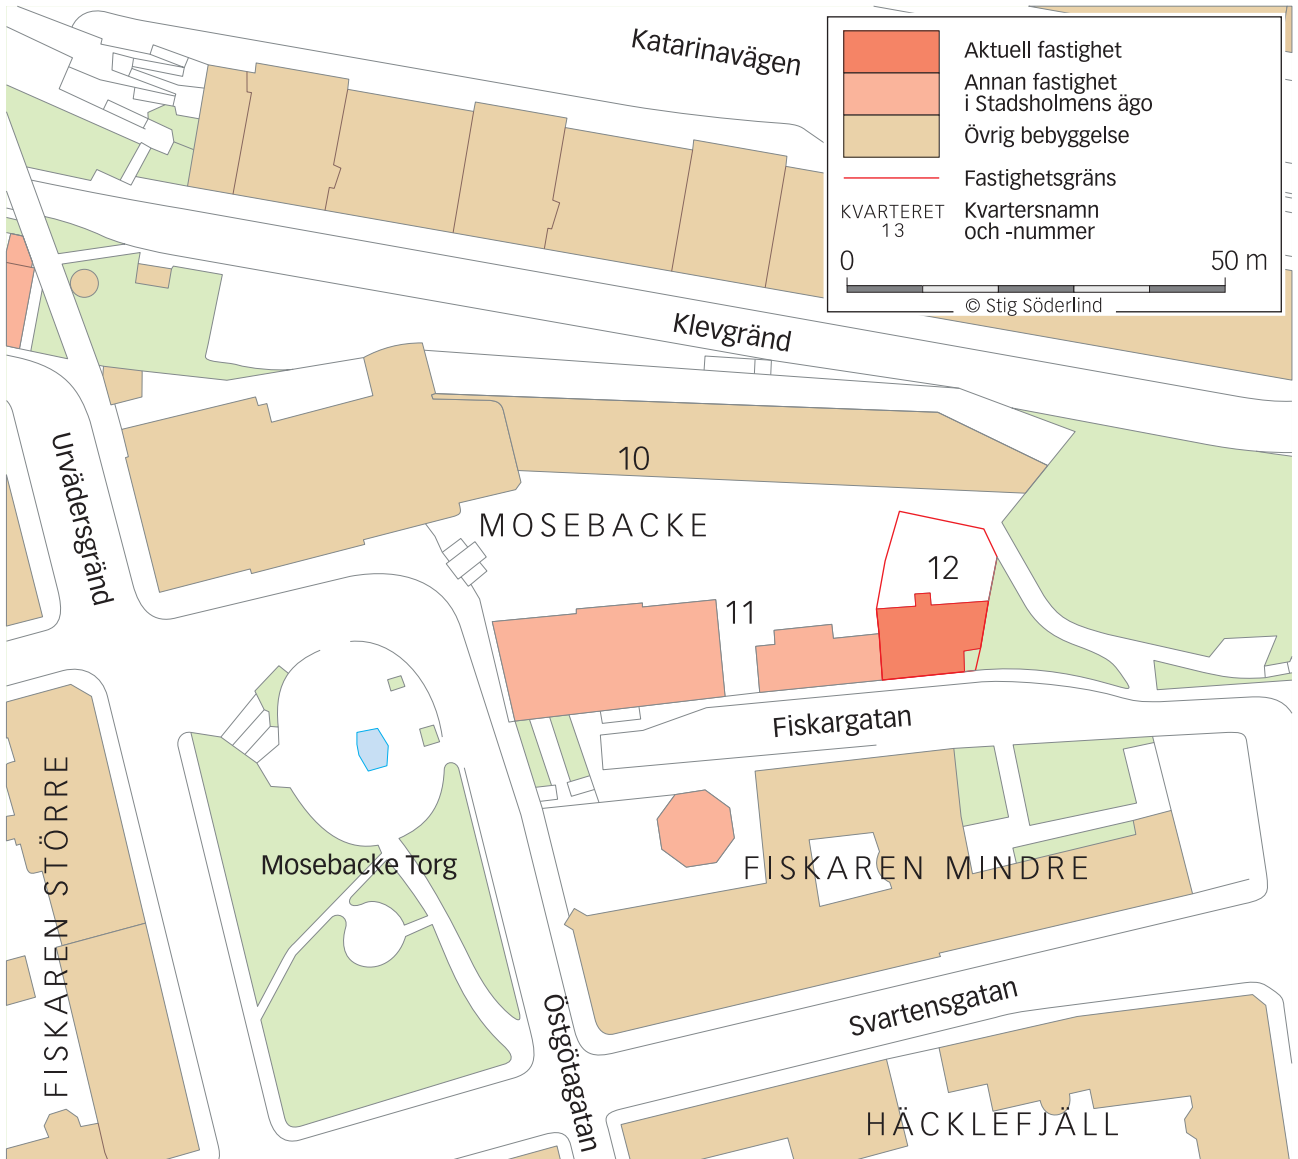 Katarinavägen
Aktuell fastighet
Annan fastighet
i Stadsholmens ägo
Övrig bebyggelse
Fastighetsgräns
KVARTERET
13
Kvartersnamn
och -nummer
0
50 m
© Stig Söderlind
Klevgränd
Urvädersgränd
10
MOSEBACKE
12
11
Fiskargatan
FISKAREN STÖRRE
Mosebacke Torg
FISKAREN MINDRE
Östgötagatan
Svartensgatan
HÄCKLEFJÄLL